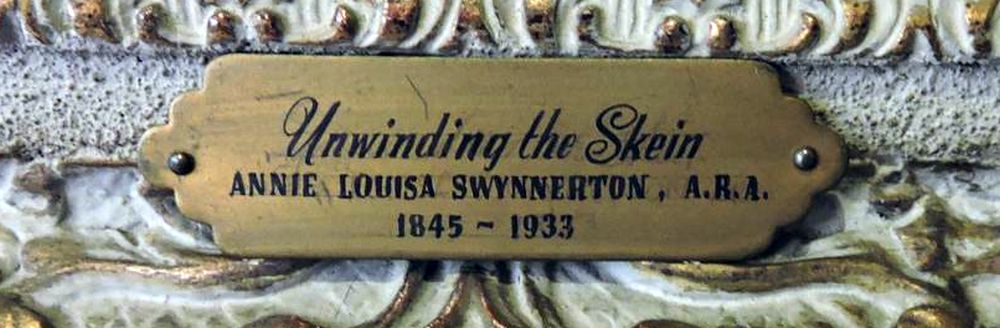 Unwinding the Skein
ANNIE LOUISA SWYNNERTON, A.R.A.
1845 ~ 1933